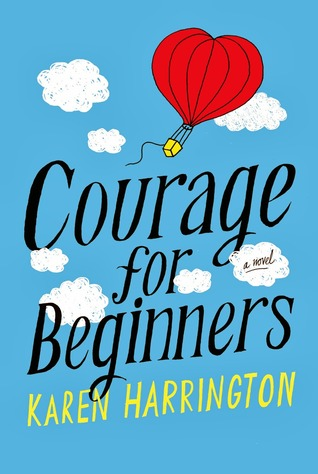 Courage
for
a novel
Beginners
KAREN HARRINGTON